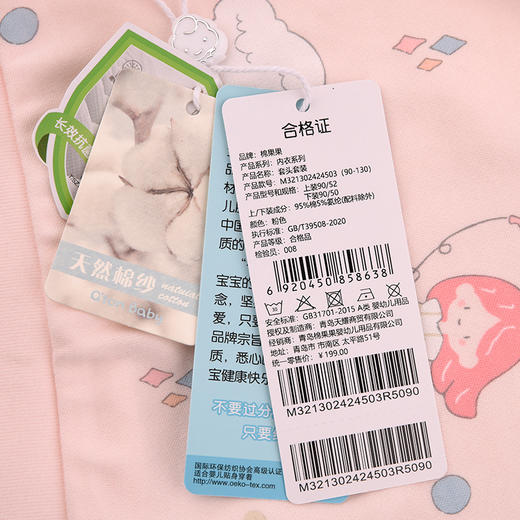 合格证
品牌：棉果果
产品系列：内衣系列
产品名称：套头套装
产品款号：M321302424503 (90-130)
产品型号和规格：上装90/52
下装90/50
上/下装成分：95%棉5%氨纶(配料除外)
颜色：粉色
执行标准：GB/T39508-2020
产品等级：合格品
检验员：008
6 920450 858638
安全标准：GB31701-2015 A类 婴幼儿用品
授权及制造商：青岛天耀商贸有限公司
经销商：青岛棉果果婴幼儿用品有限公司
地址：青岛市 市南区 太平路51号
统一零售价：￥199.00
M321302424503R5090
M321302424503R5090
长效抗
天然棉纱
natural
cotton
材
儿
中国
质的
宝宝的
念，坚
爱，只
品牌宗旨
质，悉心
宝健康快乐
不要过分
只要
国际环保纺织协会高级认证
适合婴儿贴身穿着
http://www.oeko-tex.com